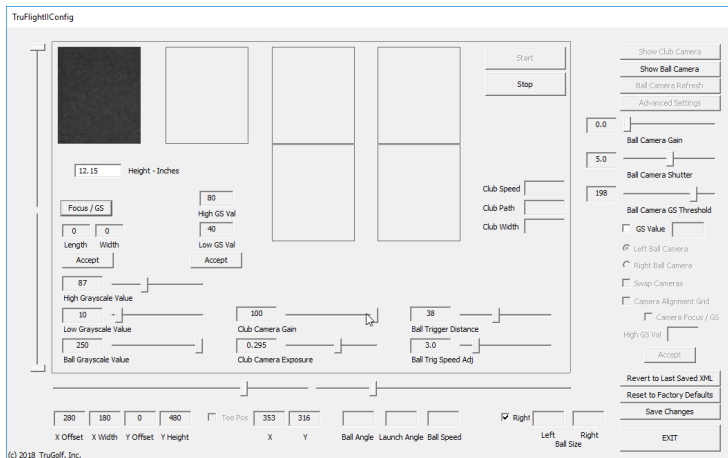 TruFlightIIConfig
Start
Stop
Show Club Camera
Show Ball Camera
Ball Camera Refresh
Advanced Settings
0.0
Ball Camera Gain
5.0
Ball Camera Shutter
198
Ball Camera GS Threshold
GS Value
Left Ball Camera
Right Ball Camera
Swap Cameras
Camera Alignment Grid
Camera Focus / GS
High GS Val
Accept
12.15 Height - Inches
Focus / GS
80
High GS Val
0 0
Length Width
40
Low GS Val
Accept Accept
Club Speed
Club Path
Club Width
87
High Grayscale Value
10 100 38
Low Grayscale Value Club Camera Gain Ball Trigger Distance
250 0.295 3.0
Ball Grayscale Value Club Camera Exposure Ball Trig Speed Adj
Revert to Last Saved XML
Reset to Factory Defaults
Save Changes
EXIT
280 180 0 480 Tee Pos 353 316 Right
X Offset X Width Y Offset Y Height X Y Ball Angle Launch Angle Ball Speed Left Right
Ball Size
(c) 2018 TruGolf, Inc.